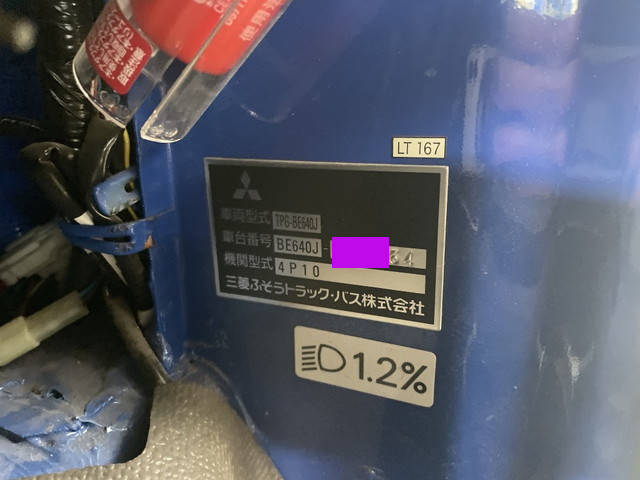 LT 167
車両型式 TPG-BE640J
車台番号 BE640J- 34
機関型式 4P10
三菱ふそうトラック・バス株式会社
1.2%